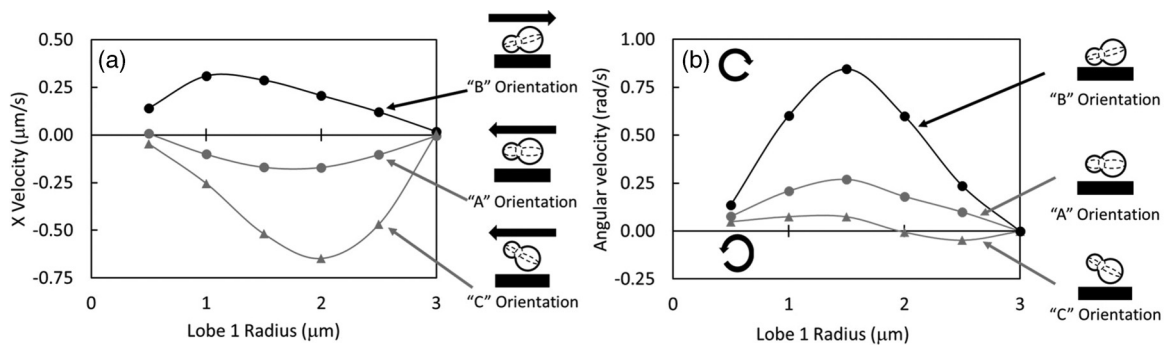 (a)
0.50
0.25
0.00
-0.25
-0.50
-0.75
X Velocity (μm/s)
0
1
2
3
Lobe 1 Radius (μm)
"B" Orientation
"A" Orientation
"C" Orientation
(b)
1.00
0.75
0.50
0.25
0.00
-0.25
Angular velocity (rad/s)
0
1
2
3
Lobe 1 Radius (μm)
"B" Orientation
"A" Orientation
"C" Orientation